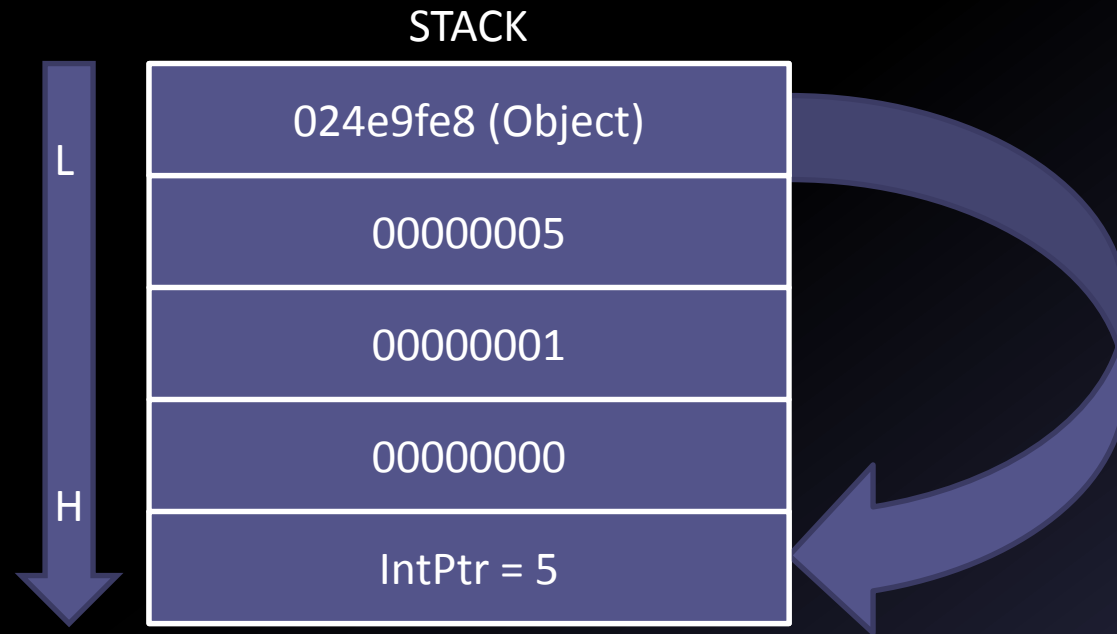 STACK
L
024e9fe8 (Object)
00000005
00000001
00000000
H
IntPtr = 5